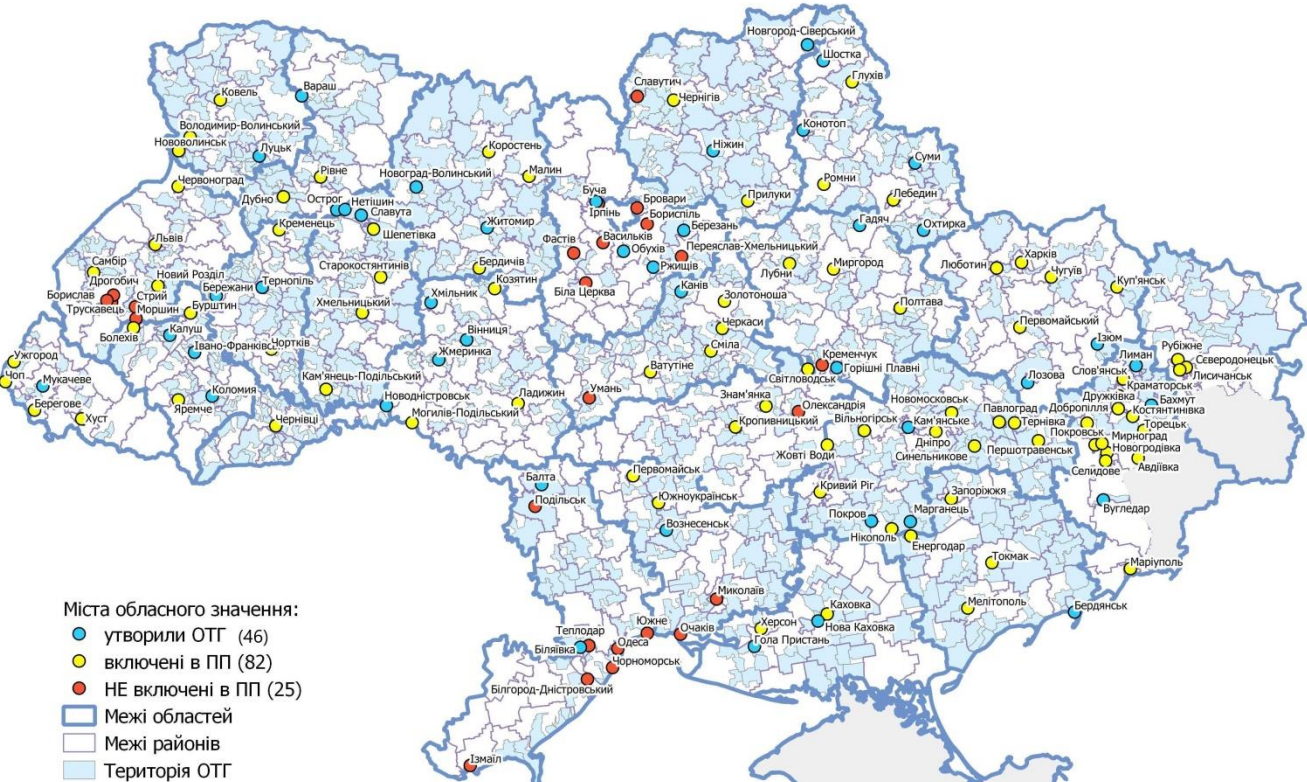 Новгород-Сіверський
Шостка
Глухів
Славутич
Чернігів
Вараш
Ковель
Володимир-Волинський
Нововолинськ
Луцьк
Конотоп
Ніжин
Суми
Коростень
Малин
Рівне
Новоград-Волинський
Червоноград
Ромни
Лебедин
Прилуки
Буча
Ірпінь
Бровари
Бориспіль
Дубно
Острог
Нетішин
Славута
Кременець
Шепетівка
Житомир
Березань
Гадяч
Охтирка
Фастів
Васильків
Обухів
Переяслав-Хмельницький
Львів
Ржищів
Лубни
Миргород
Люботин
Харків
Чугуїв
Куп'янськ
Самбір
Дрогобич
Новий Розділ
Бережани
Тернопіль
Старокостянтинів
Бердичів
Козятин
Біла Церква
Канів
Золотоноша
Борислав
Стрий
Трускавець
Моршин
Бурштин
Хмельницький
Хмільник
Полтава
Черкаси
Первомайський
Болехів
Калуш
Вінниця
Сміла
Ізюм
Рубіжне
Івано-Франківськ
Чортків
Жмеринка
Ватутіне
Кременчук
Горішні Плавні
Світловодськ
Лиман
Сєвєродонецьк
Ужгород
Чоп
Мукачеве
Слов'янськ
Лисичанськ
Кам'янець-Подільський
Лозова
Краматорськ
Коломия
Новодністровськ
Ладижин
Умань
Знам'янка
Новомосковськ
Дружківка
Бахмут
Берегове
Яремче
Олександрія
Павлоград
Добропілля
Костянтинівка
Хуст
Чернівці
Могилів-Подільський
Кропивницький
Вільногірськ
Кам'янське
Тернівка
Торецьк
Дніпро
Покровськ
Мирноград
Жовті Води
Синельникове
Першотравенськ
Новогродівка
Селидове
Авдіївка
Балта
Первомайськ
Подільськ
Южноукраїнськ
Кривий Ріг
Запоріжжя
Вознесенськ
Покров
Марганець
Вугледар
Нікополь
Енергодар
Токмак
Маріуполь
Миколаїв
Каховка
Мелітополь
Бердянськ
Южне
Очаків
Херсон
Нова Каховка
Теплодар
Одеса
Гола Пристань
Біляївка
Чорноморськ
Білгород-Дністровський
Ізмаїл
Міста обласного значення:
утворили ОТГ (46)
включені в ПП (82)
НЕ включені в ПП (25)
Межі областей
Межі районів
Територія ОТГ